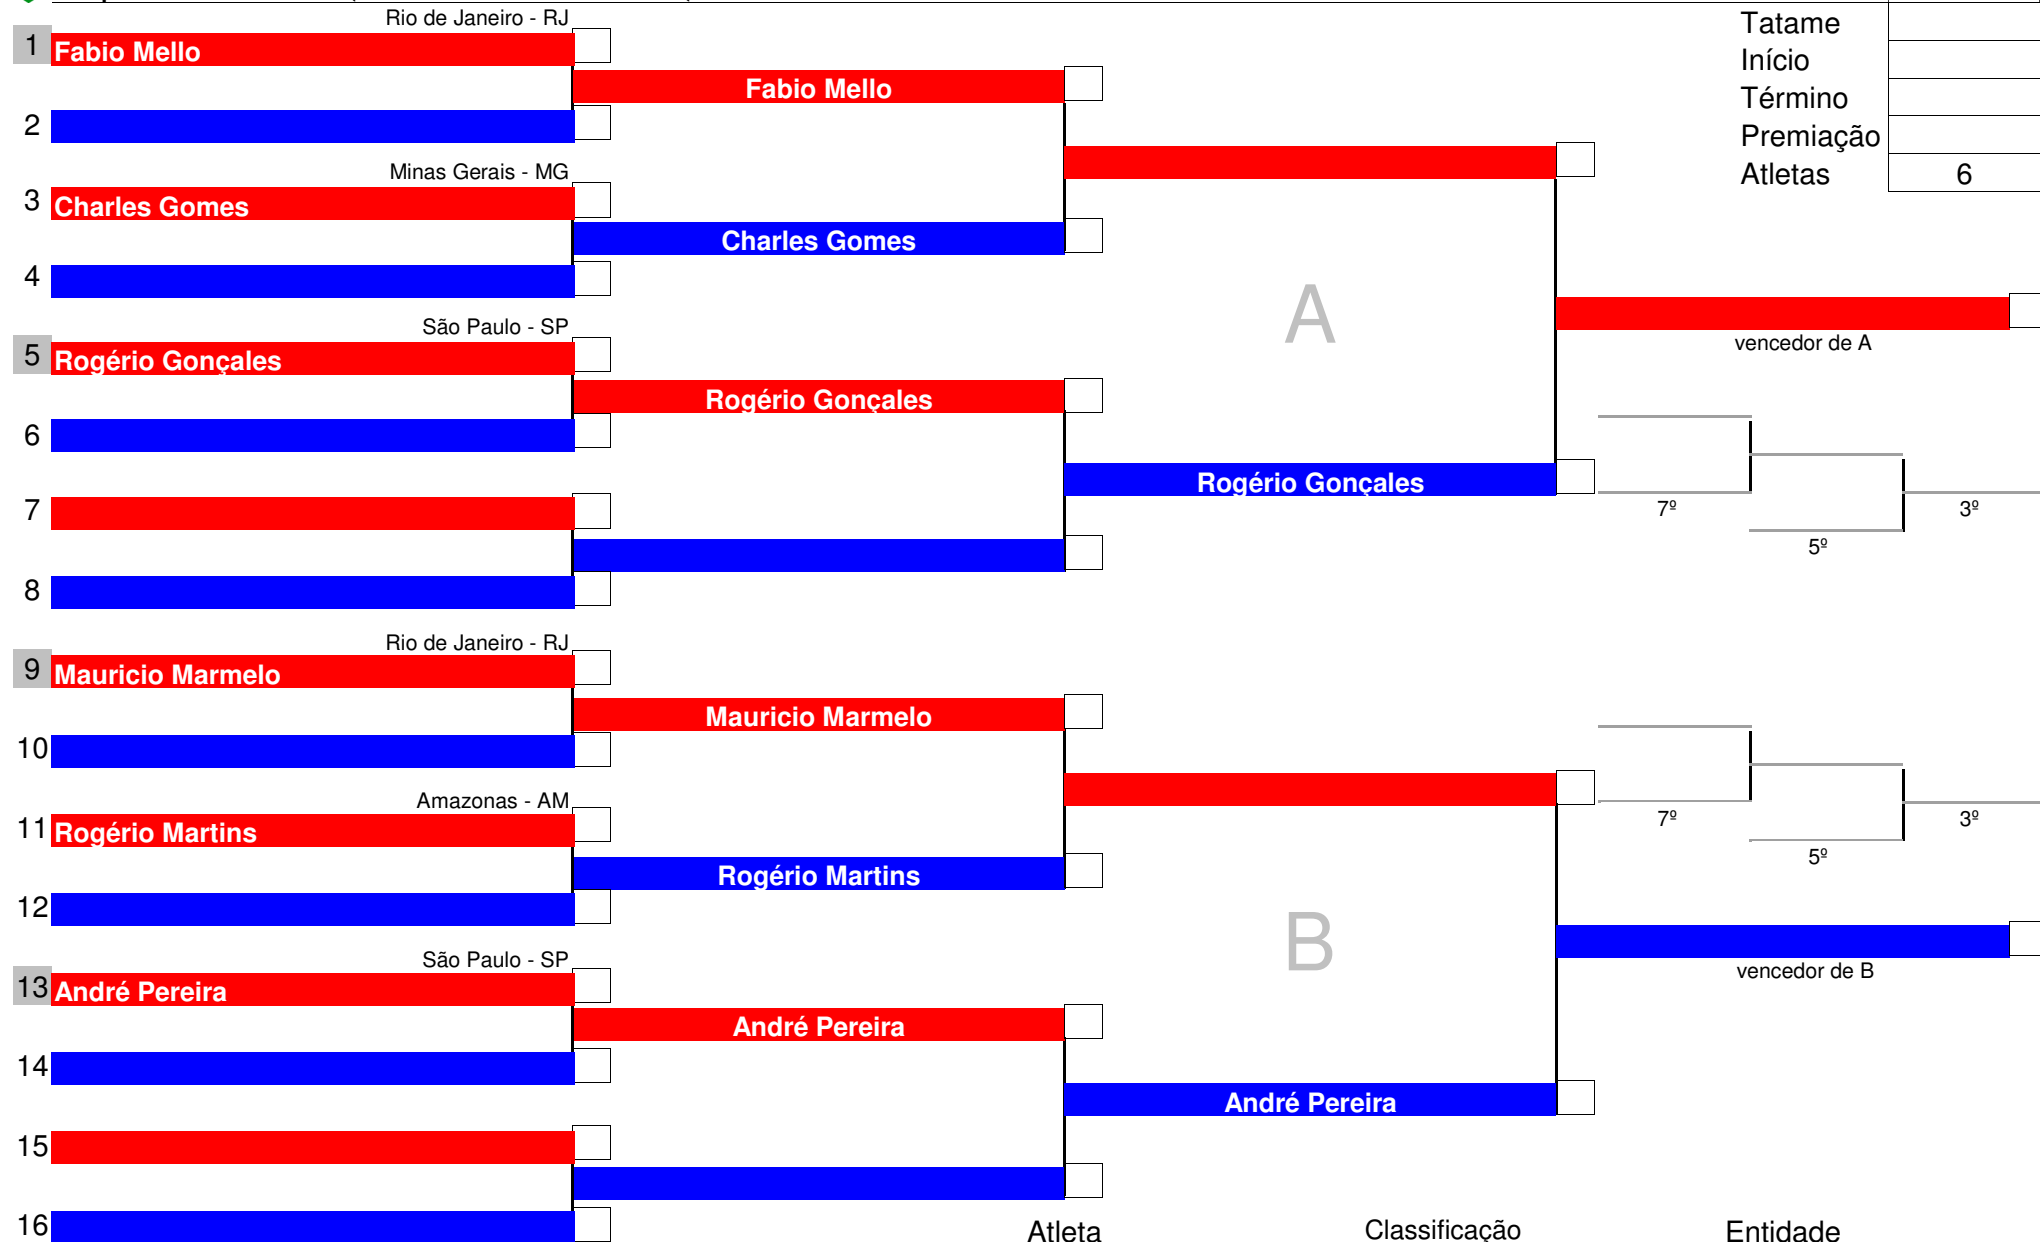 Rio de Janeiro - RJ
Tatame
1 Fabio Mello
Início
Fabio Mello
Término
2
Premiação
Minas Gerais - MG
Atletas 6
3 Charles Gomes
Charles Gomes
4
A
São Paulo - SP
vencedor de A
5 Rogério Gonçales
Rogério Gonçales
6
Rogério Gonçales
7
7º 3º
5º
8
Rio de Janeiro - RJ
9 Mauricio Marmelo
Mauricio Marmelo
10
Amazonas - AM
7º 3º
11 Rogério Martins
5º
Rogério Martins
12
B
São Paulo - SP
vencedor de B
13 André Pereira
André Pereira
14
André Pereira
15
16
Atleta Classificação Entidade